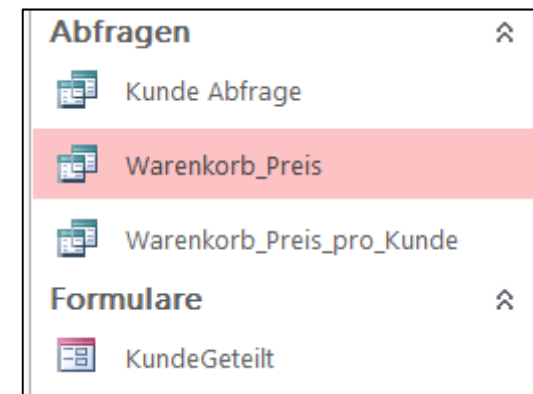 Abfragen
Kunde Abfrage
Warenkorb_Preis
Warenkorb_Preis_pro_Kunde
Formulare
KundeGeteilt